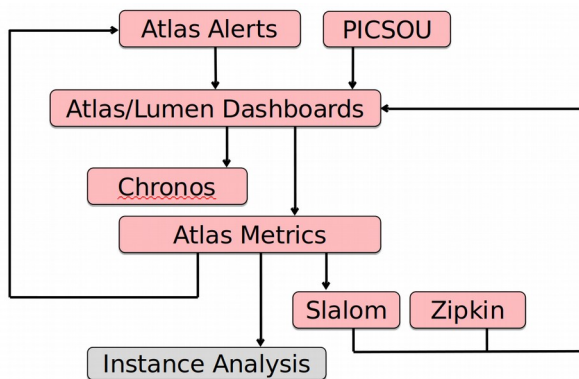 Atlas Alerts
PICSOU
Atlas/Lumen Dashboards
Chronos
Atlas Metrics
Slalom
Zipkin
Instance Analysis